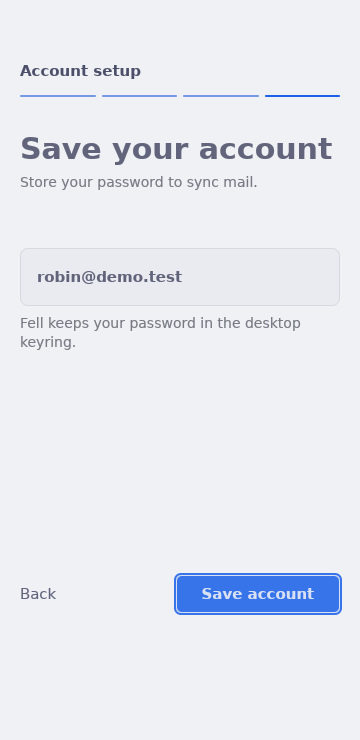 Account setup
Save your account
Store your password to sync mail.
robin@demo.test
Fell keeps your password in the desktop
keyring.
Back
Save account